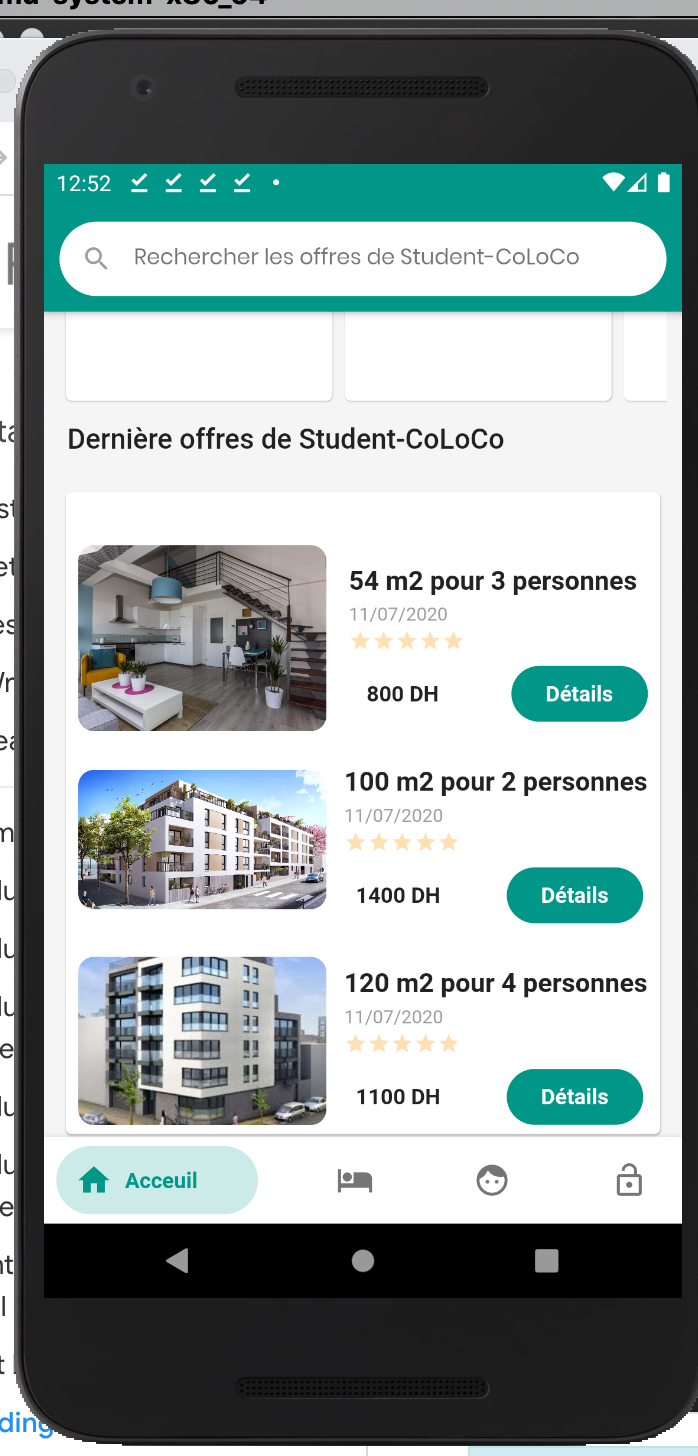 12:52
Rechercher les offres de Student-CoLoCo
Dernière offres de Student-CoLoCo
54 m2 pour 3 personnes
11/07/2020
800 DH
Détails
100 m2 pour 2 personnes
11/07/2020
1400 DH
Détails
120 m2 pour 4 personnes
11/07/2020
1100 DH
Détails
Acceuil